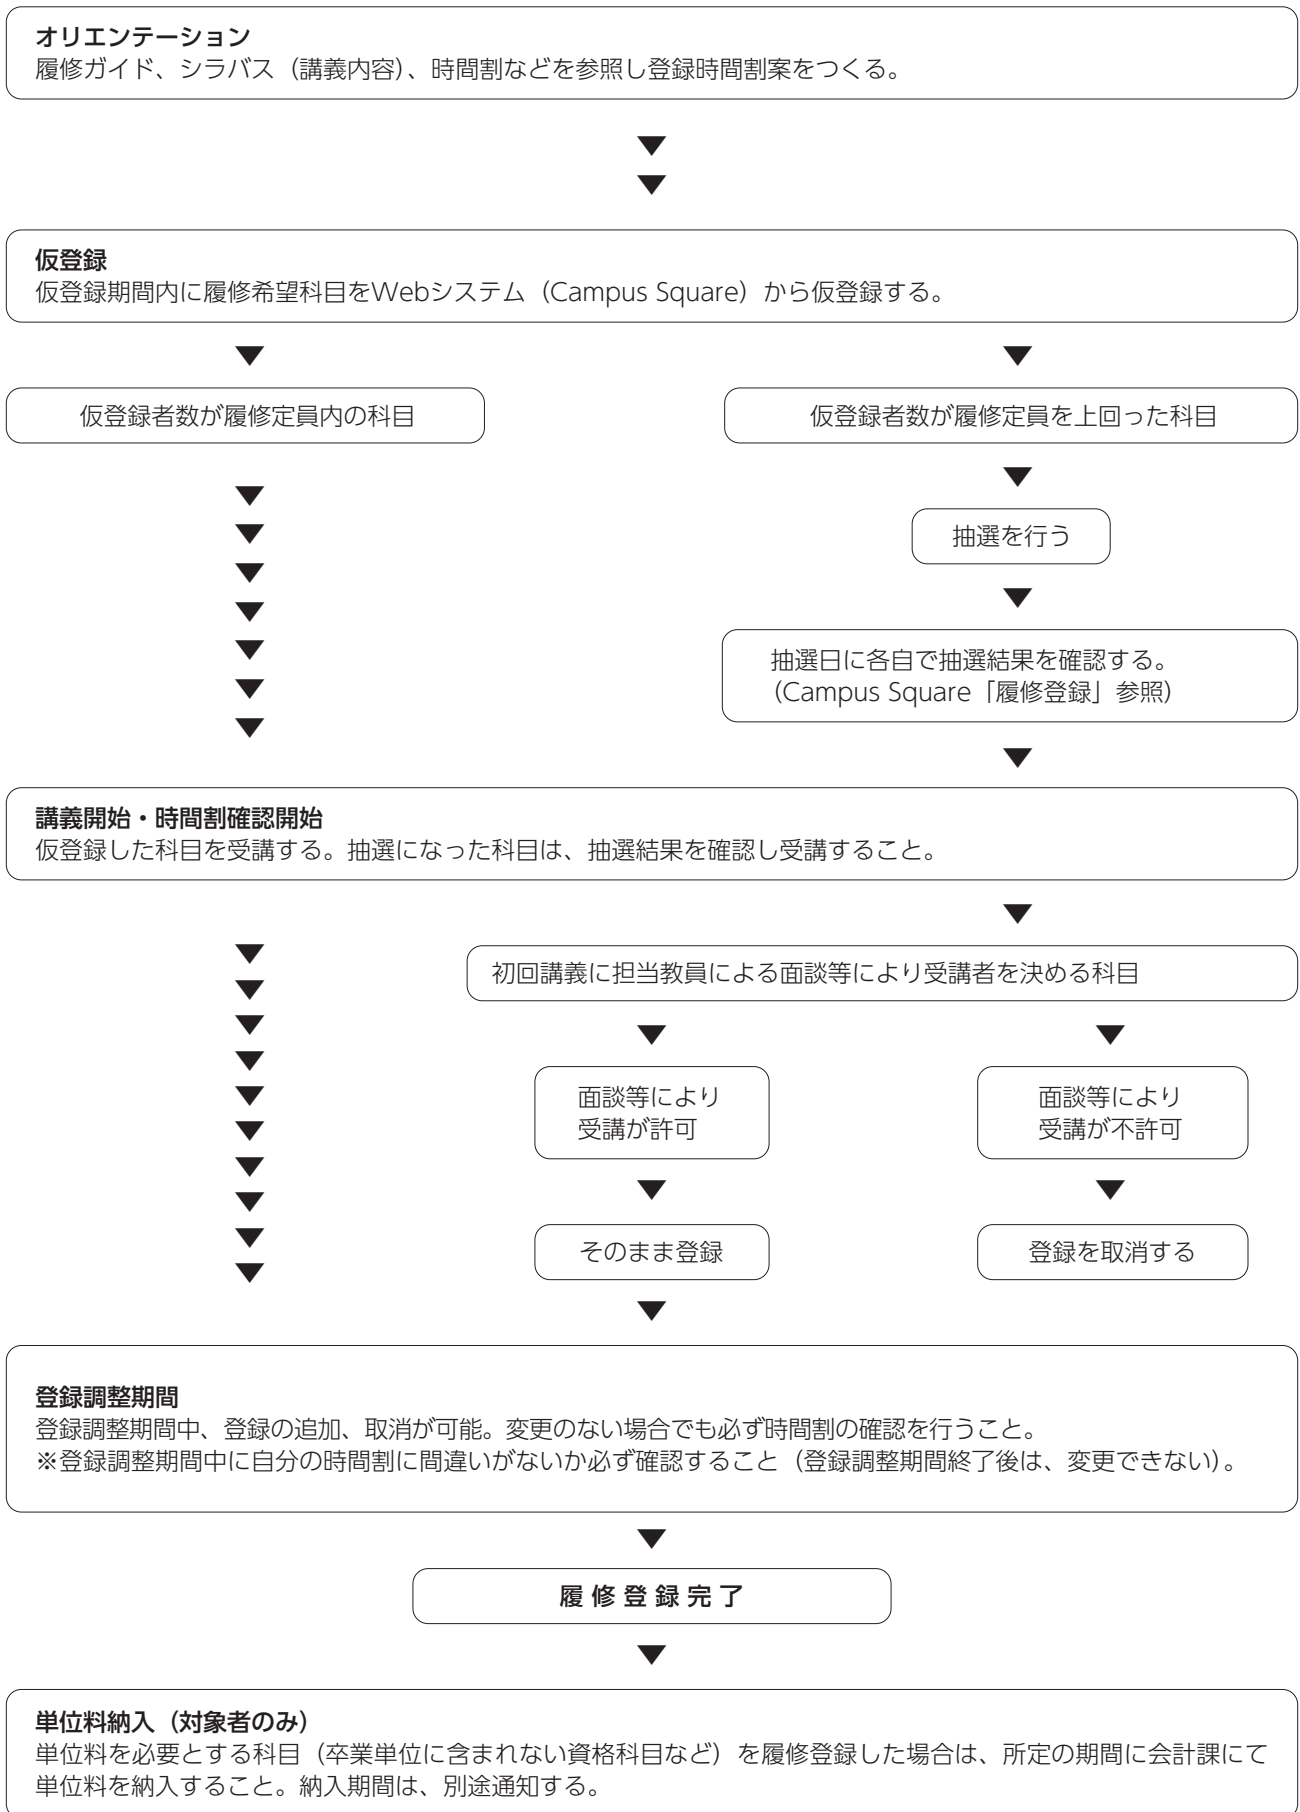 オリエンテーション
履修ガイド、シラバス（講義内容）、時間割などを参照し登録時間割案をつくる。
仮登録
仮登録期間内に履修希望科目をWebシステム（Campus Square）から仮登録する。
仮登録者数が履修定員内の科目
仮登録者数が履修定員を上回った科目
抽選を行う
抽選日に各自で抽選結果を確認する。
（Campus Square「履修登録」参照）
講義開始・時間割確認開始
仮登録した科目を受講する。抽選になった科目は、抽選結果を確認し受講すること。
初回講義に担当教員による面談等により受講者を決める科目
面談等により
受講が許可
面談等により
受講が不許可
そのまま登録
登録を取消する
登録調整期間
登録調整期間中、登録の追加、取消が可能。変更のない場合でも必ず時間割の確認を行うこと。
※登録調整期間中に自分の時間割に間違いがないか必ず確認すること（登録調整期間終了後は、変更できない）。
履修登録完了
単位料納入（対象者のみ）
単位料を必要とする科目（卒業単位に含まれない資格科目など）を履修登録した場合は、所定の期間に会計課にて
単位料を納入すること。納入期間は、別途通知する。